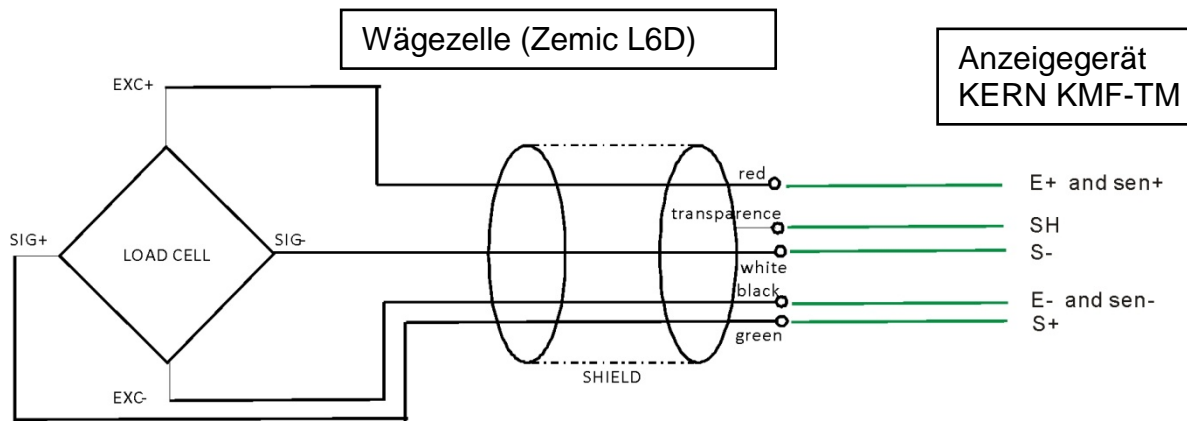 Wägezelle (Zemic L6D)
Anzeigegerät
KERN KMF-TM
EXC+
red
E+ and sen+
transparence
SH
SIG+
LOAD CELL
SIG-
S-
white
black
E- and sen-
S+
green
SHIELD
EXC-